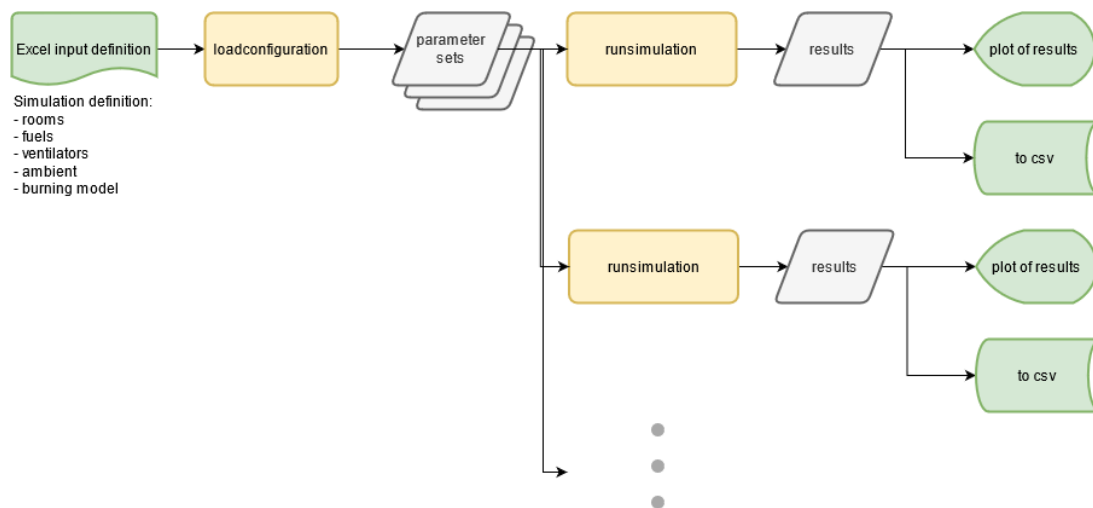 Excel input definition
loadconfiguration
parameter
sets
runsimulation
results
plot of results
Simulation definition:
- rooms
- fuels
- ventilators
- ambient
- burning model
to csv
runsimulation
results
plot of results
to csv